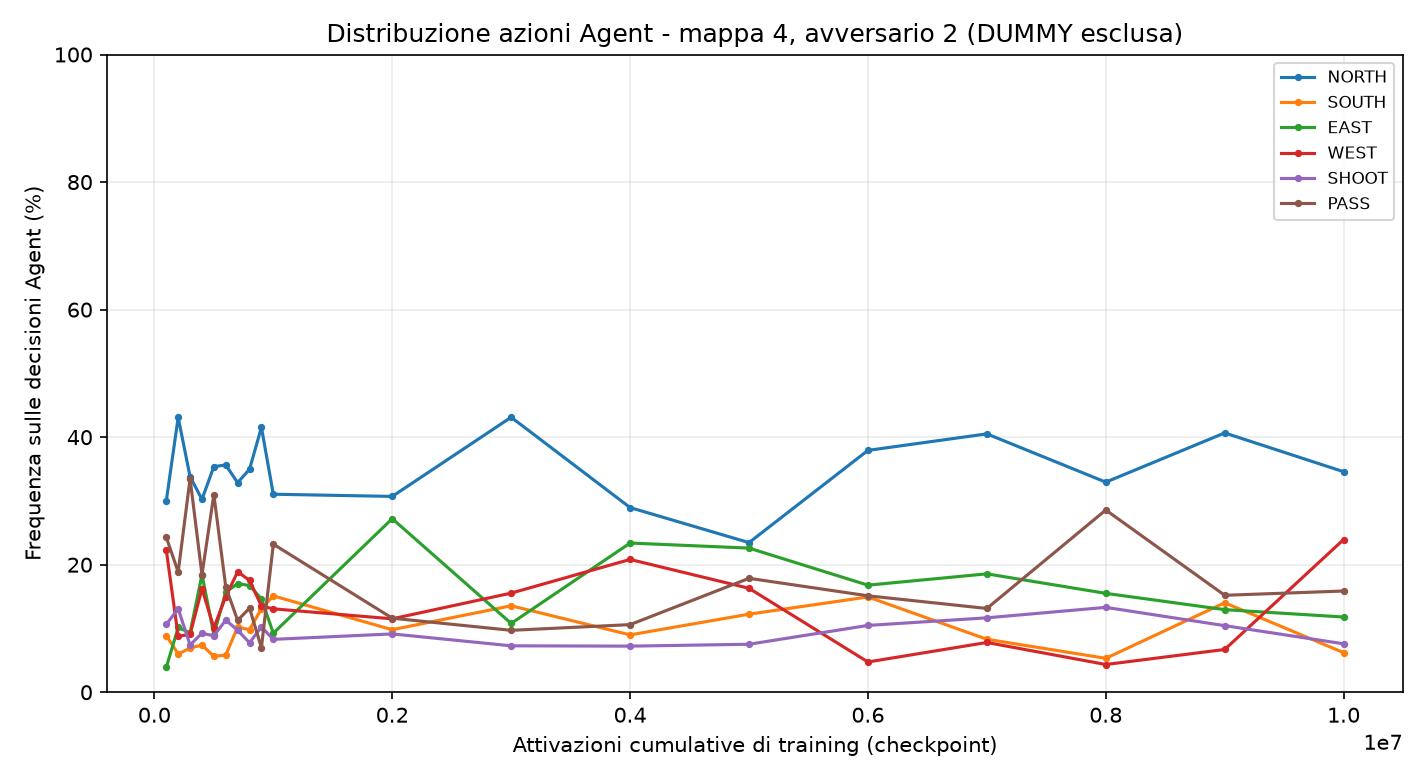 Distribuzione azioni Agent - mappa 4, avversario 2 (DUMMY esclusa)
100
80
60
40
20
0
Frequenza sulle decisioni Agent (%)
NORTH
SOUTH
EAST
WEST
SHOOT
PASS
0.0
0.2
0.4
0.6
0.8
1.0
1e7
Attivazioni cumulative di training (checkpoint)